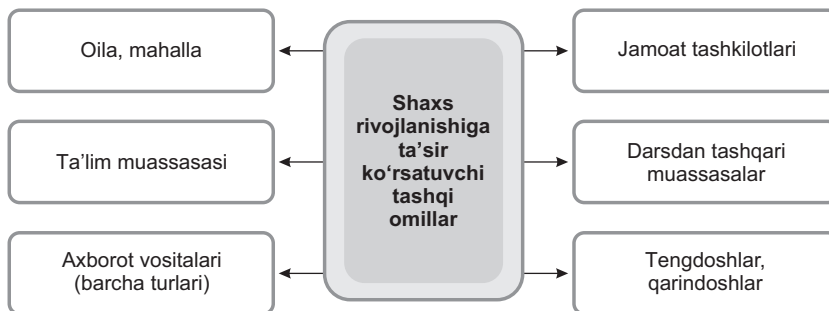 Oila, mahalla
Ta’lim muassasasi
Axborot vositalari
(barcha turlari)
Shaxs
rivojlanishiga
ta’sir
ko‘rsatuvchi
tashqi
omillar
Jamoat tashkilotlari
Darsdan tashqari
muassasalar
Tengdoshlar,
qarindoshlar